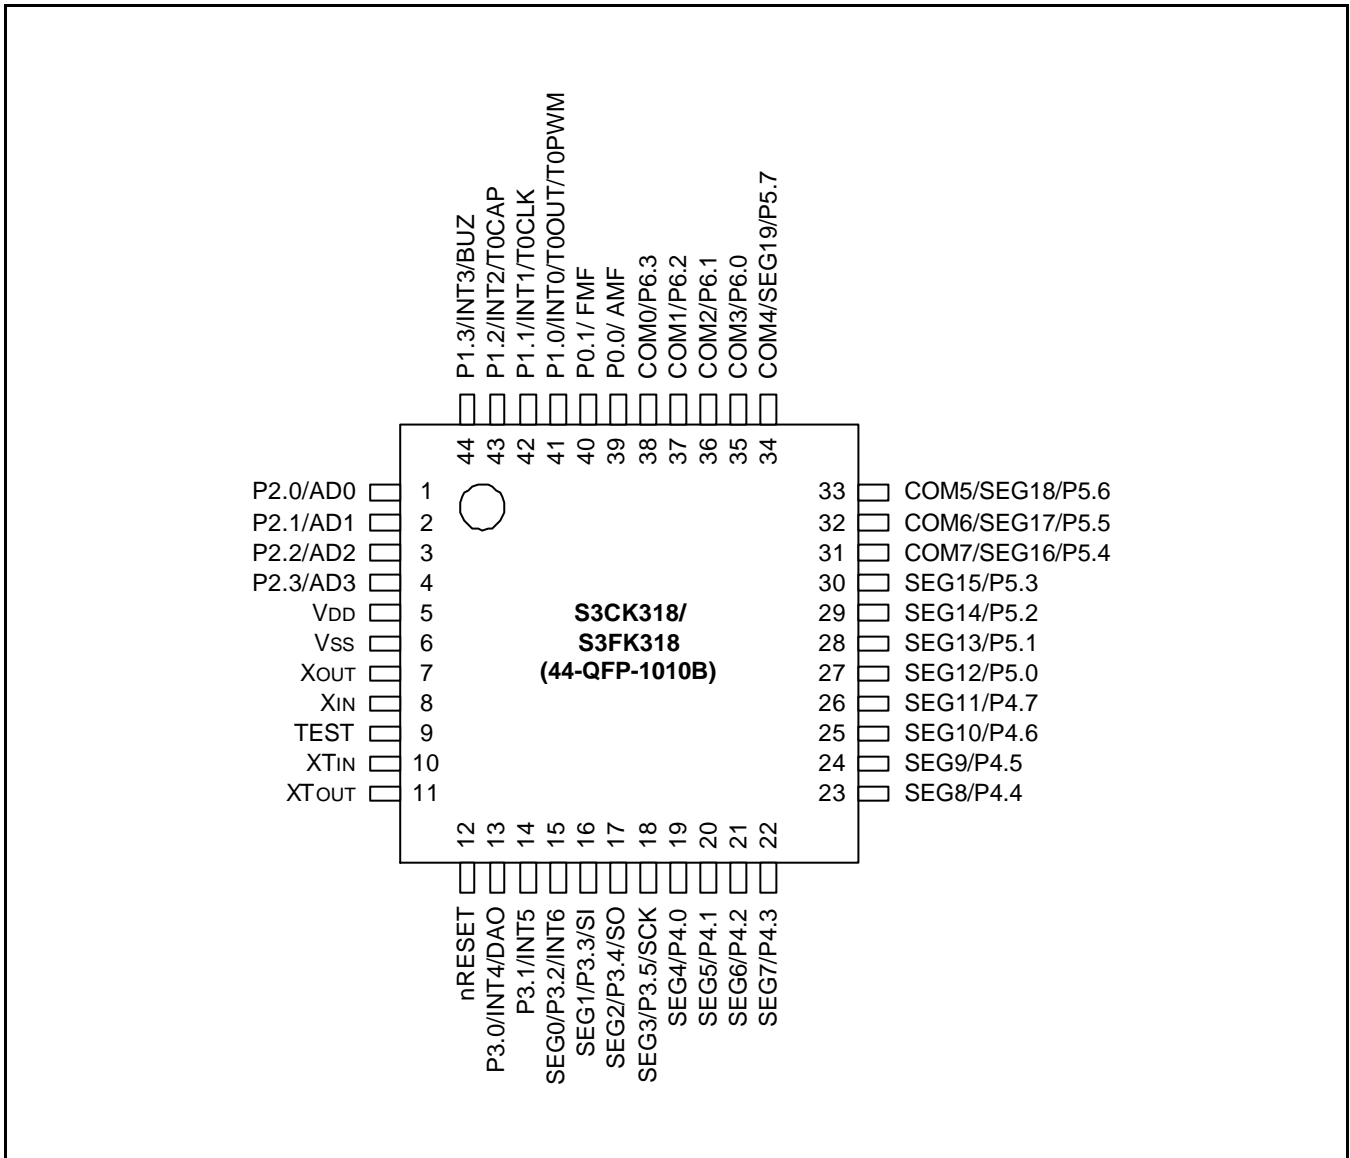 P1.3/INT3/BUZ
P1.2/INT2/T0CAP
P1.1/INT1/T0CLK
P1.0/INT0/T0OUT/T0PWM
P0.1/ FMF
P0.0/ AMF
COM0/P6.3
COM1/P6.2
COM2/P6.1
COM3/P6.0
COM4/SEG19/P5.7
44
43
42
41
40
39
38
37
36
35
34
P2.0/AD0 1
P2.1/AD1 2
P2.2/AD2 3
P2.3/AD3 4
VDD 5
VSS 6
XOUT 7
XIN 8
TEST 9
XTIN 10
XTOUT 11
S3CK318/
S3FK318
(44-QFP-1010B)
33 COM5/SEG18/P5.6
32 COM6/SEG17/P5.5
31 COM7/SEG16/P5.4
30 SEG15/P5.3
29 SEG14/P5.2
28 SEG13/P5.1
27 SEG12/P5.0
26 SEG11/P4.7
25 SEG10/P4.6
24 SEG9/P4.5
23 SEG8/P4.4
12
13
14
15
16
17
18
19
20
21
22
nRESET
P3.0/INT4/DAO
P3.1/INT5
SEG0/P3.2/INT6
SEG1/P3.3/SI
SEG2/P3.4/SO
SEG3/P3.5/SCK
SEG4/P4.0
SEG5/P4.1
SEG6/P4.2
SEG7/P4.3